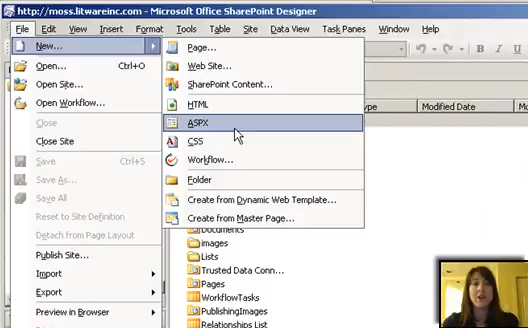 http://moss.litwareinc.com - Microsoft Office SharePoint Designer
File Edit View Insert Format Tools Table Site Data View Task Panes Window Help
New...
Open... Ctrl+O
Open Site...
Open Workflow...
Close
Close Site
Save Ctrl+S
Save As...
Save All
Reset to Site Definition
Detach from Page Layout
Publish Site...
Import
Export
Preview in Browser
Page...
Web Site...
SharePoint Content...
HTML
ASPX
CSS
Workflow...
Folder
Create from Dynamic Web Template...
Create from Master Page...
Type Modified Date
Documents
images
Lists
Trusted Data Conn...
WorkflowTasks
PublishingImages
Relationships List